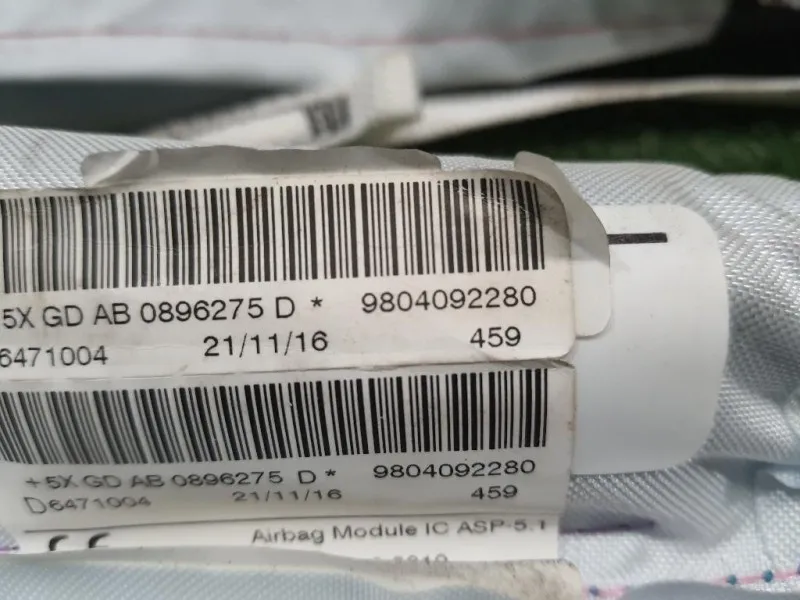 5X GD AB 0896275 D * 9804092280
6471004 21/11/16 459
+5X GD AB 0896275 D * 9804092280
D6471004 21/11/16 459
CE Airbag Module IC ASP-5.1